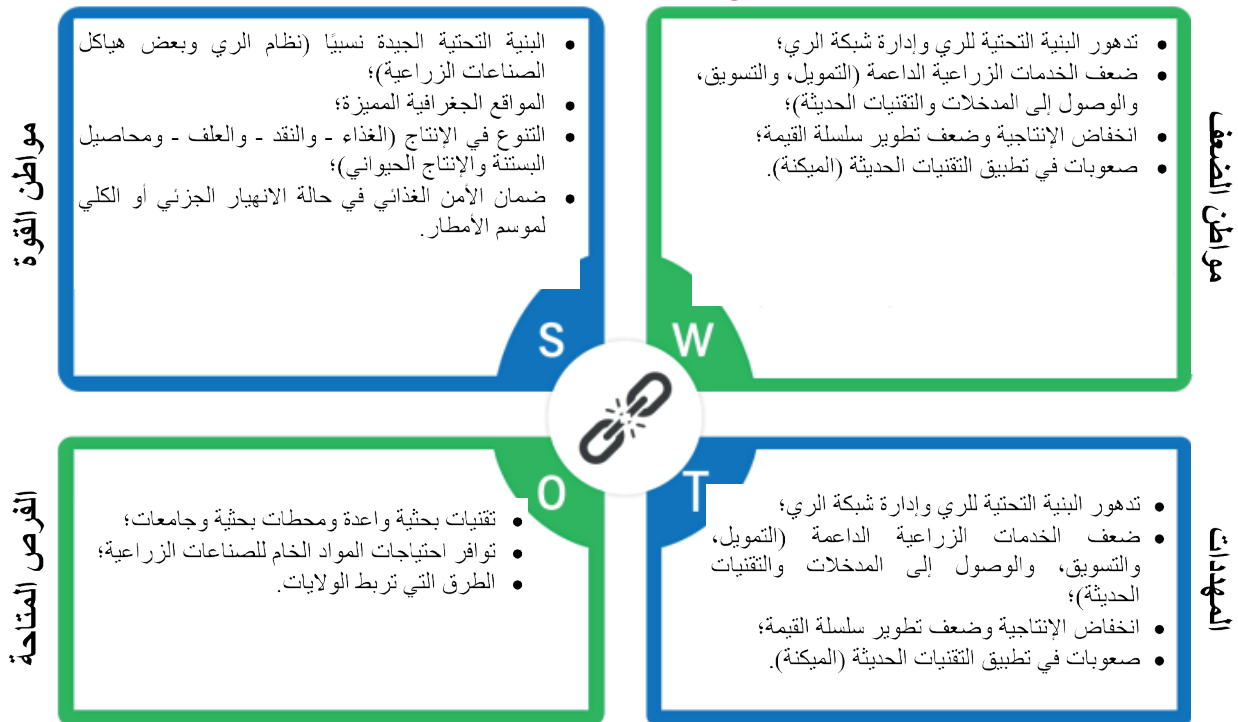 مواطن القوة
• البنية التحتية الجيدة نسبيًا (نظام الري وبعض هياكل
الصناعات الزراعية)؛
• المواقع الجغرافية المميزة؛
• التنوع في الإنتاج (الغذاء - والنقد - والعلف - ومحاصيل
البستنة والإنتاج الحيواني)؛
• ضمان الأمن الغذائي في حالة الانهيار الجزئي أو الكلي
لموسم الأمطار.
S
مواطن الضعف
• تدهور البنية التحتية للري وإدارة شبكة الري؛
• ضعف الخدمات الزراعية الداعمة (التمويل، والتسويق،
والوصول إلى المدخلات والتقنيات الحديثة)؛
• انخفاض الإنتاجية وضعف تطوير سلسلة القيمة؛
• صعوبات في تطبيق التقنيات الحديثة (الميكنة).
W
الفرص المتاحة
• تقنيات بحثية واعدة ومحطات بحثية وجامعات؛
• توافر احتياجات المواد الخام للصناعات الزراعية؛
• الطرق التي تربط الولايات.
O
المهددات
• تدهور البنية التحتية للري وإدارة شبكة الري؛
• ضعف الخدمات الزراعية الداعمة (التمويل،
والتسويق، والوصول إلى المدخلات والتقنيات
الحديثة)؛
• انخفاض الإنتاجية وضعف تطوير سلسلة القيمة؛
• صعوبات في تطبيق التقنيات الحديثة (الميكنة).
T